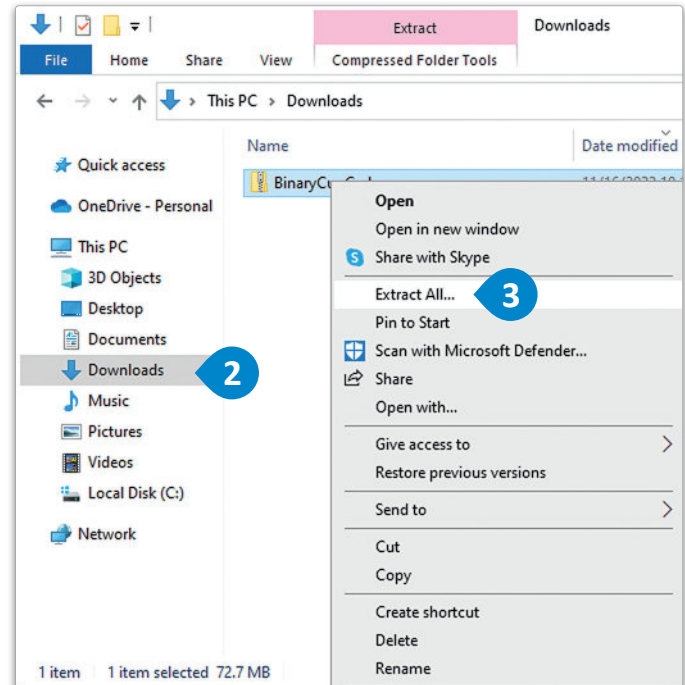 Extract
Downloads
File
Home
Share
View
Compressed Folder Tools
This PC > Downloads
Name
Date modified
Quick access
OneDrive - Personal
This PC
3D Objects
Desktop
Documents
Downloads
2
Music
Pictures
Videos
Local Disk (C:)
Network
Open
Open in new window
S Share with Skype
Extract All...
3
Pin to Start
Scan with Microsoft Defender...
Share
Open with...
Give access to >
Restore previous versions
Send to >
Cut
Copy
Create shortcut
Delete
Rename
1 item
1 item selected 72.7 MB